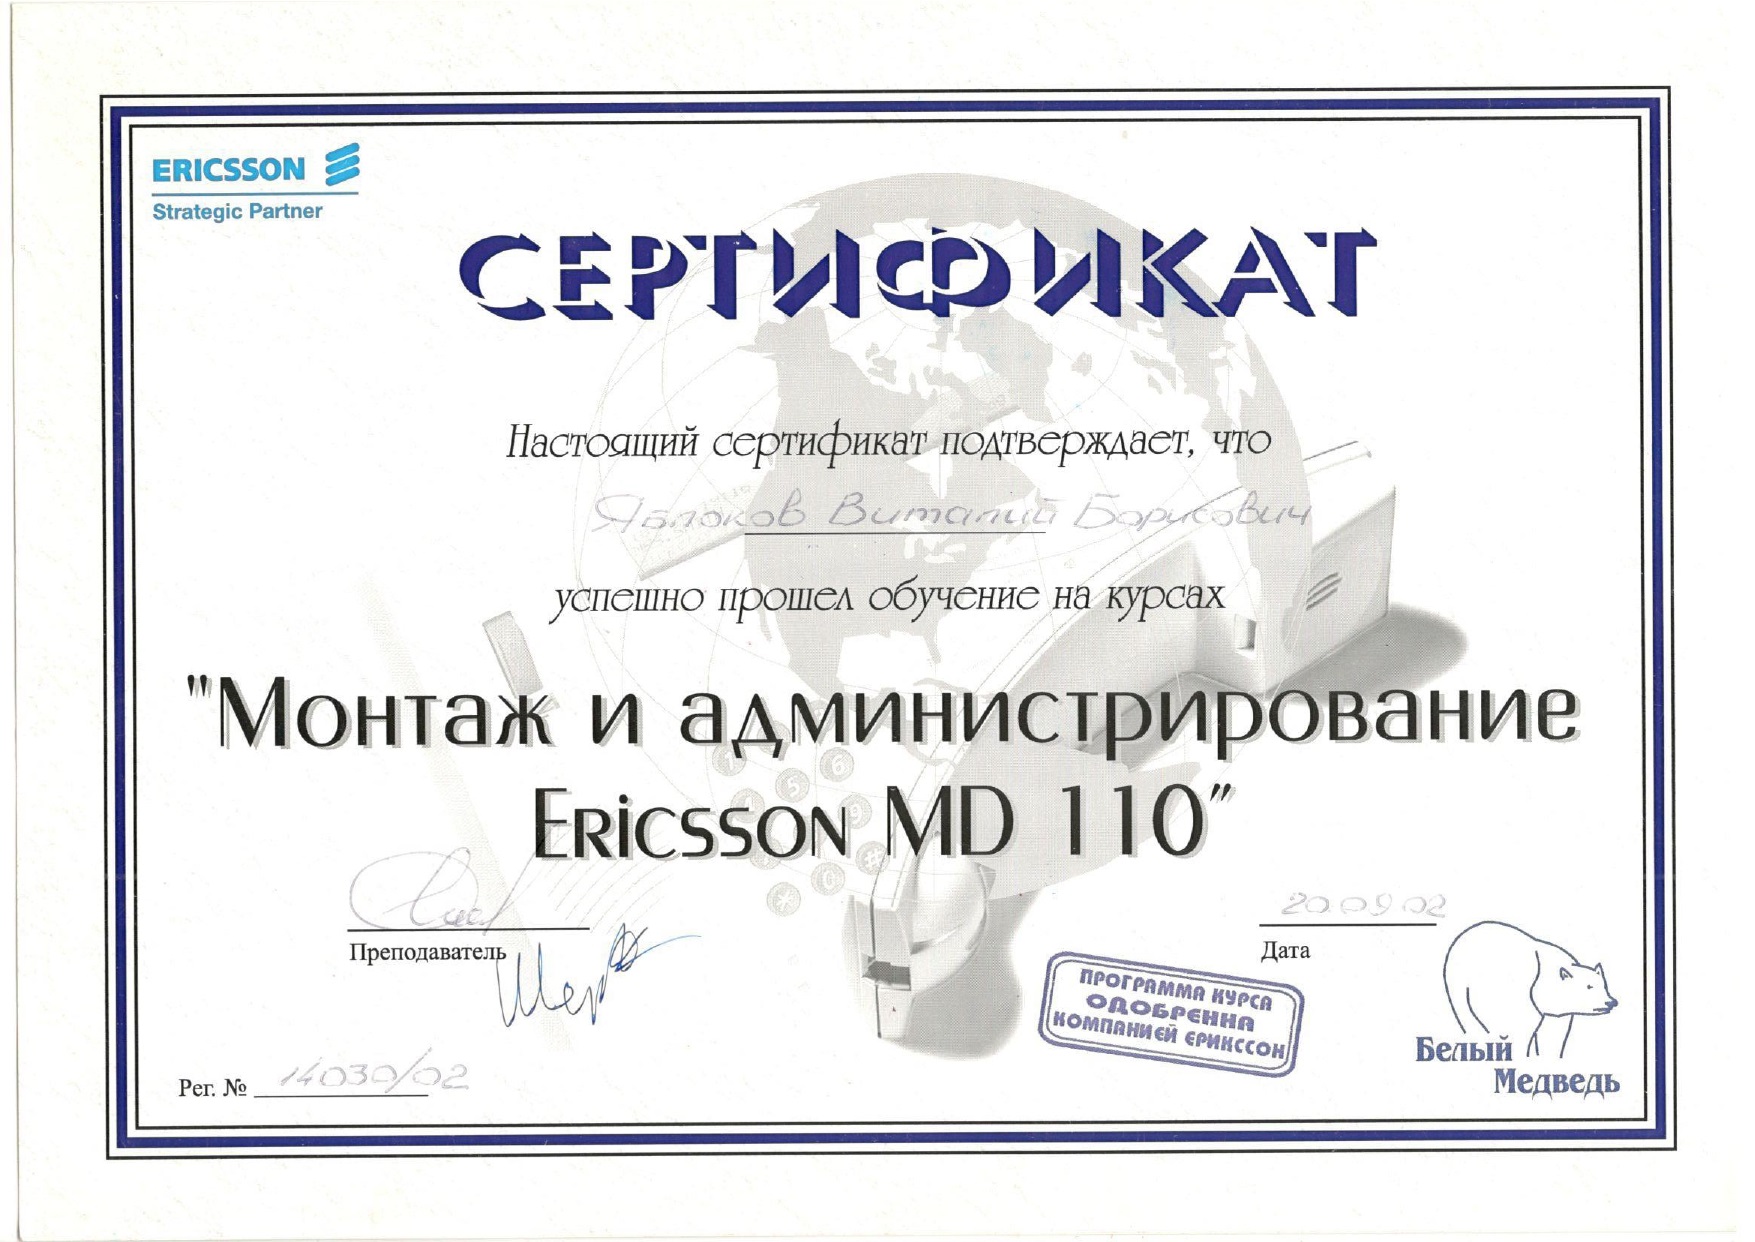 ERICSSON
Strategic Partner
СЕРТИФИКАТ
Настоящий сертификат подтверждает, что
Яблоков Виталий Борисович
успешно прошел обучение на курсах
"Монтаж и администрирование
Ericsson MD 110"
20.09.02
Преподаватель
Дата
ПРОГРАММА КУРСА
ОДОБРЕННА
КОМПАНИЕЙ ЕРИКССОН
Белый
Медведь
Рег. № 14030/02